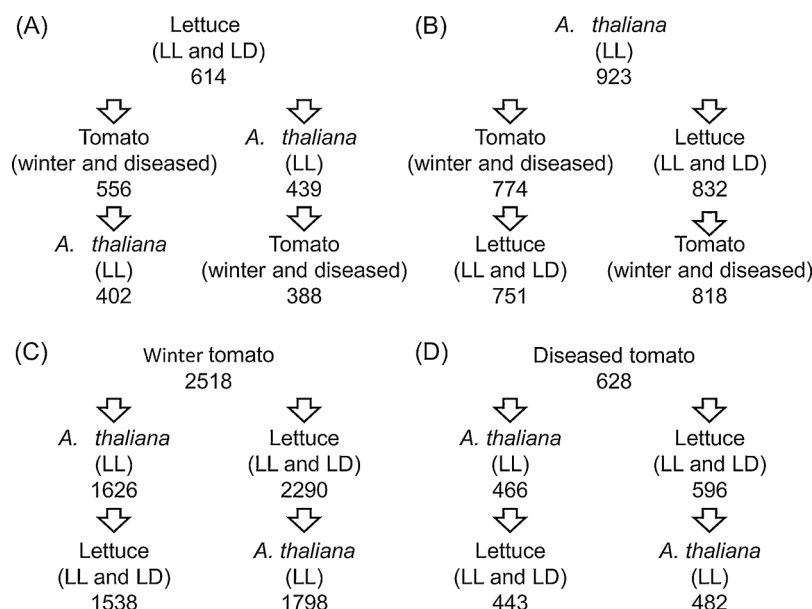 (A)
Lettuce
(LL and LD)
614
Tomato
(winter and diseased)
556
A. thaliana
(LL)
402
A. thaliana
(LL)
439
Tomato
(winter and diseased)
388
(B)
A. thaliana
(LL)
923
Tomato
(winter and diseased)
774
Lettuce
(LL and LD)
751
Lettuce
(LL and LD)
832
Tomato
(winter and diseased)
818
(C)
Winter tomato
2518
A. thaliana
(LL)
1626
Lettuce
(LL and LD)
1538
Lettuce
(LL and LD)
2290
A. thaliana
(LL)
1798
(D)
Diseased tomato
628
A. thaliana
(LL)
466
Lettuce
(LL and LD)
443
Lettuce
(LL and LD)
596
A. thaliana
(LL)
482